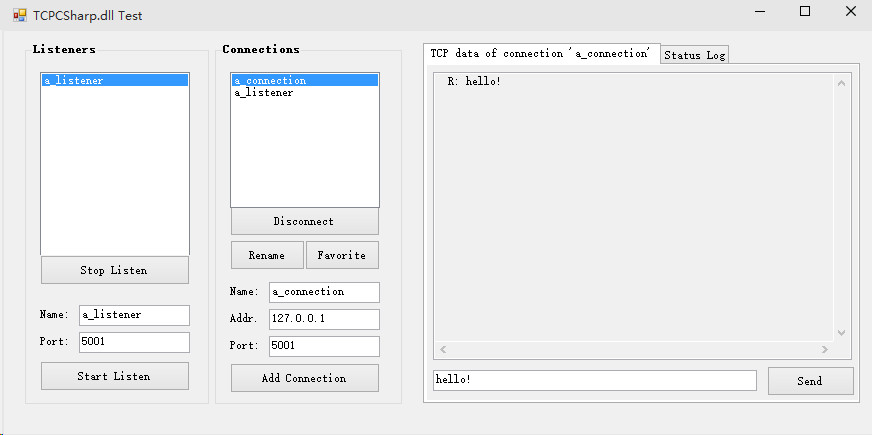 TCPCSharp.dll Test
Listeners
a_listener
Stop Listen
Name: a_listener
Port: 5001
Start Listen
Connections
a_connection
a_listener
Disconnect
Rename Favorite
Name: a_connection
Addr. 127.0.0.1
Port: 5001
Add Connection
TCP data of connection 'a_connection' Status Log
R: hello!
hello! Send